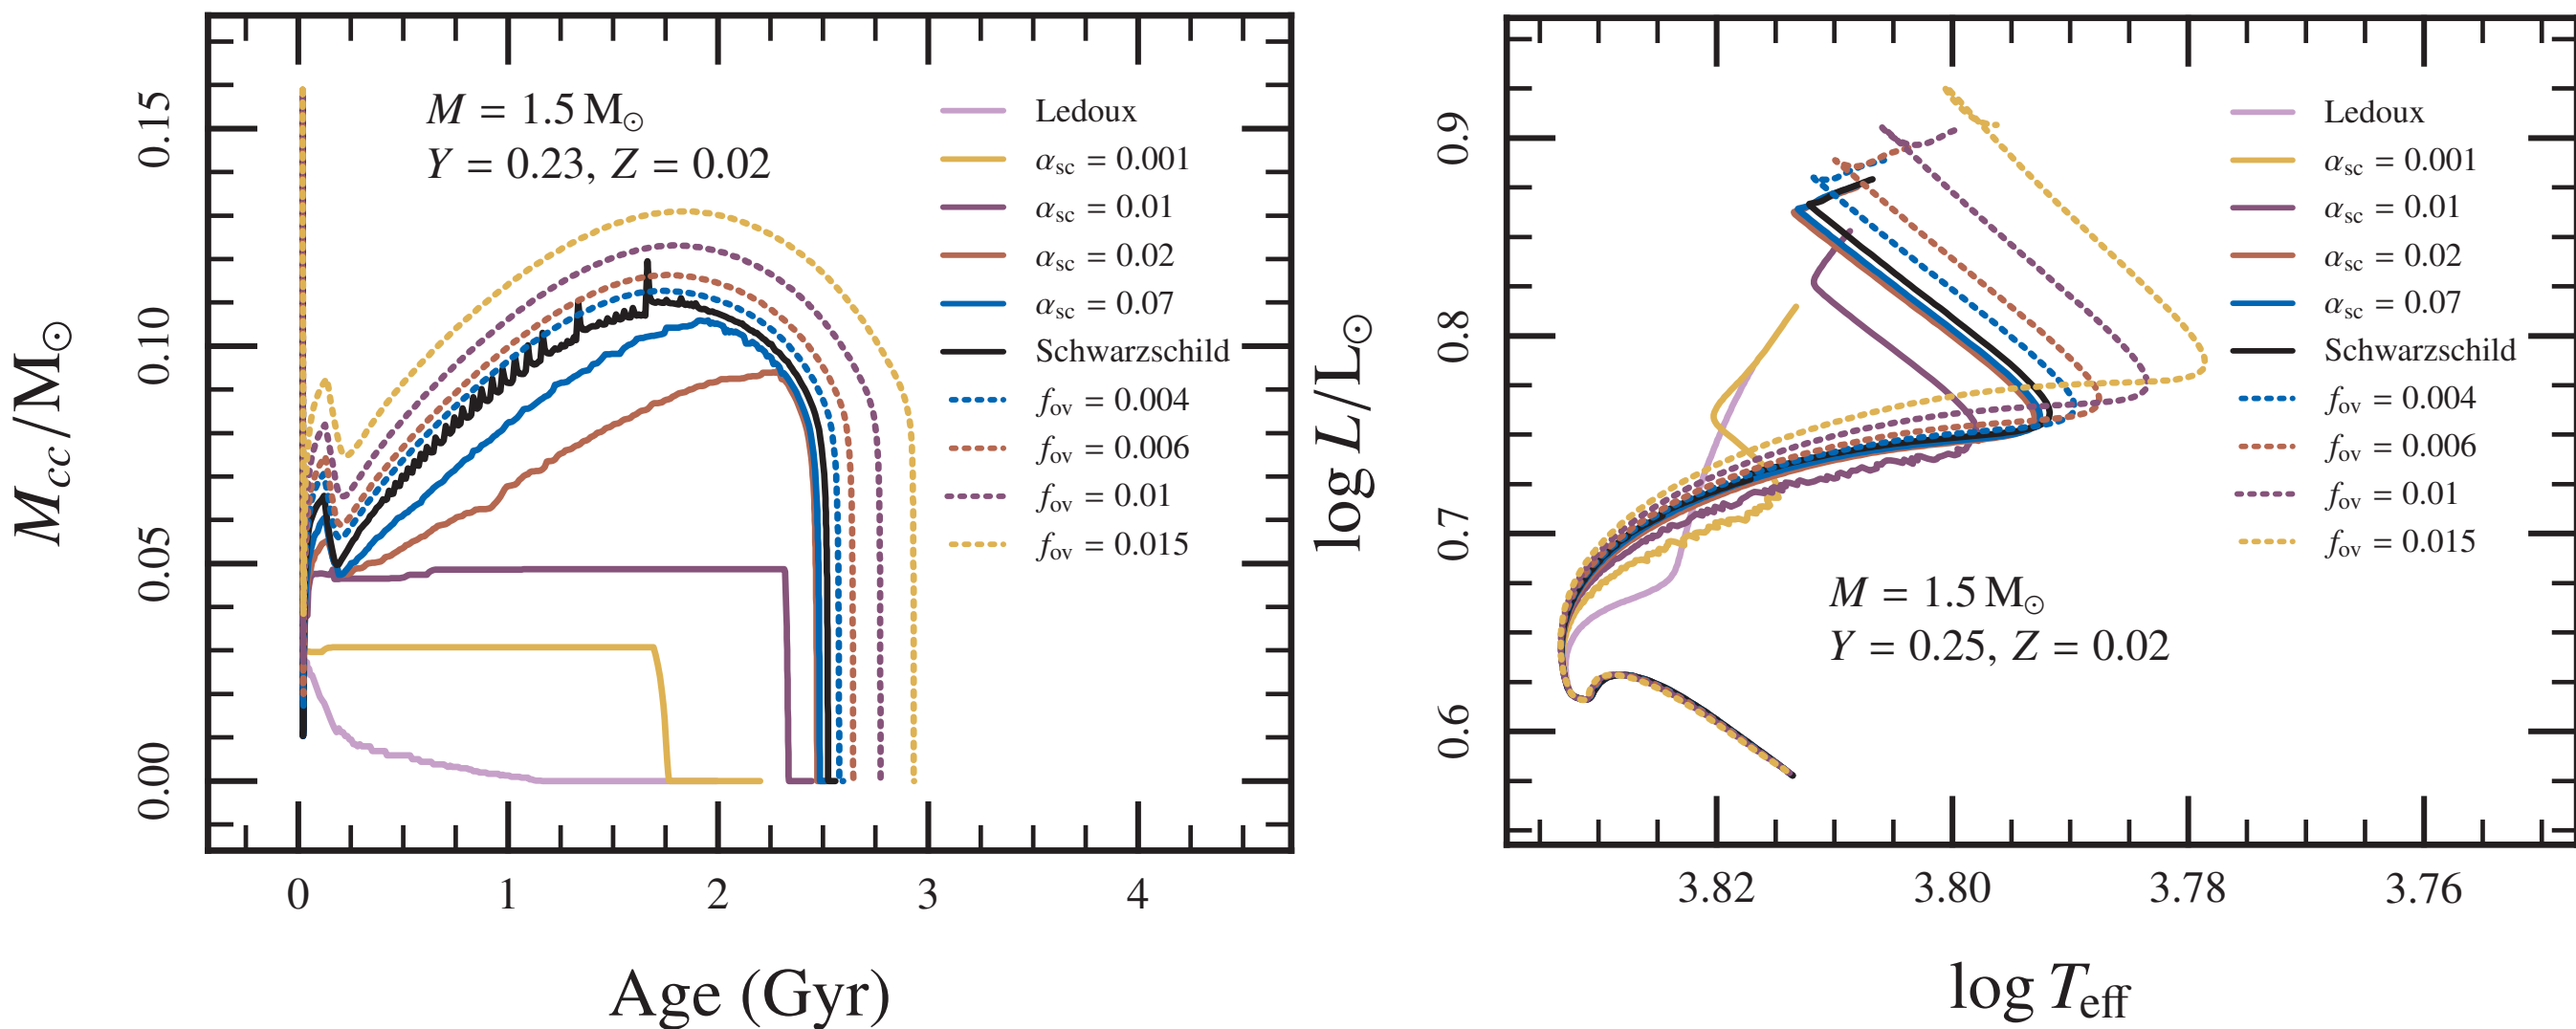 M = 1.5 M☉
Y = 0.23, Z = 0.02
Ledoux
αsc = 0.001
αsc = 0.01
αsc = 0.02
αsc = 0.07
Schwarzschild
fov = 0.004
fov = 0.006
fov = 0.01
fov = 0.015
Mcc/M☉
0.15
0.10
0.05
0.00
0 1 2 3 4
Age (Gyr)
Ledoux
αsc = 0.001
αsc = 0.01
αsc = 0.02
αsc = 0.07
Schwarzschild
fov = 0.004
fov = 0.006
fov = 0.01
fov = 0.015
M = 1.5 M☉
Y = 0.25, Z = 0.02
log L/L☉
0.9
0.8
0.7
0.6
3.82 3.80 3.78 3.76
log Teff